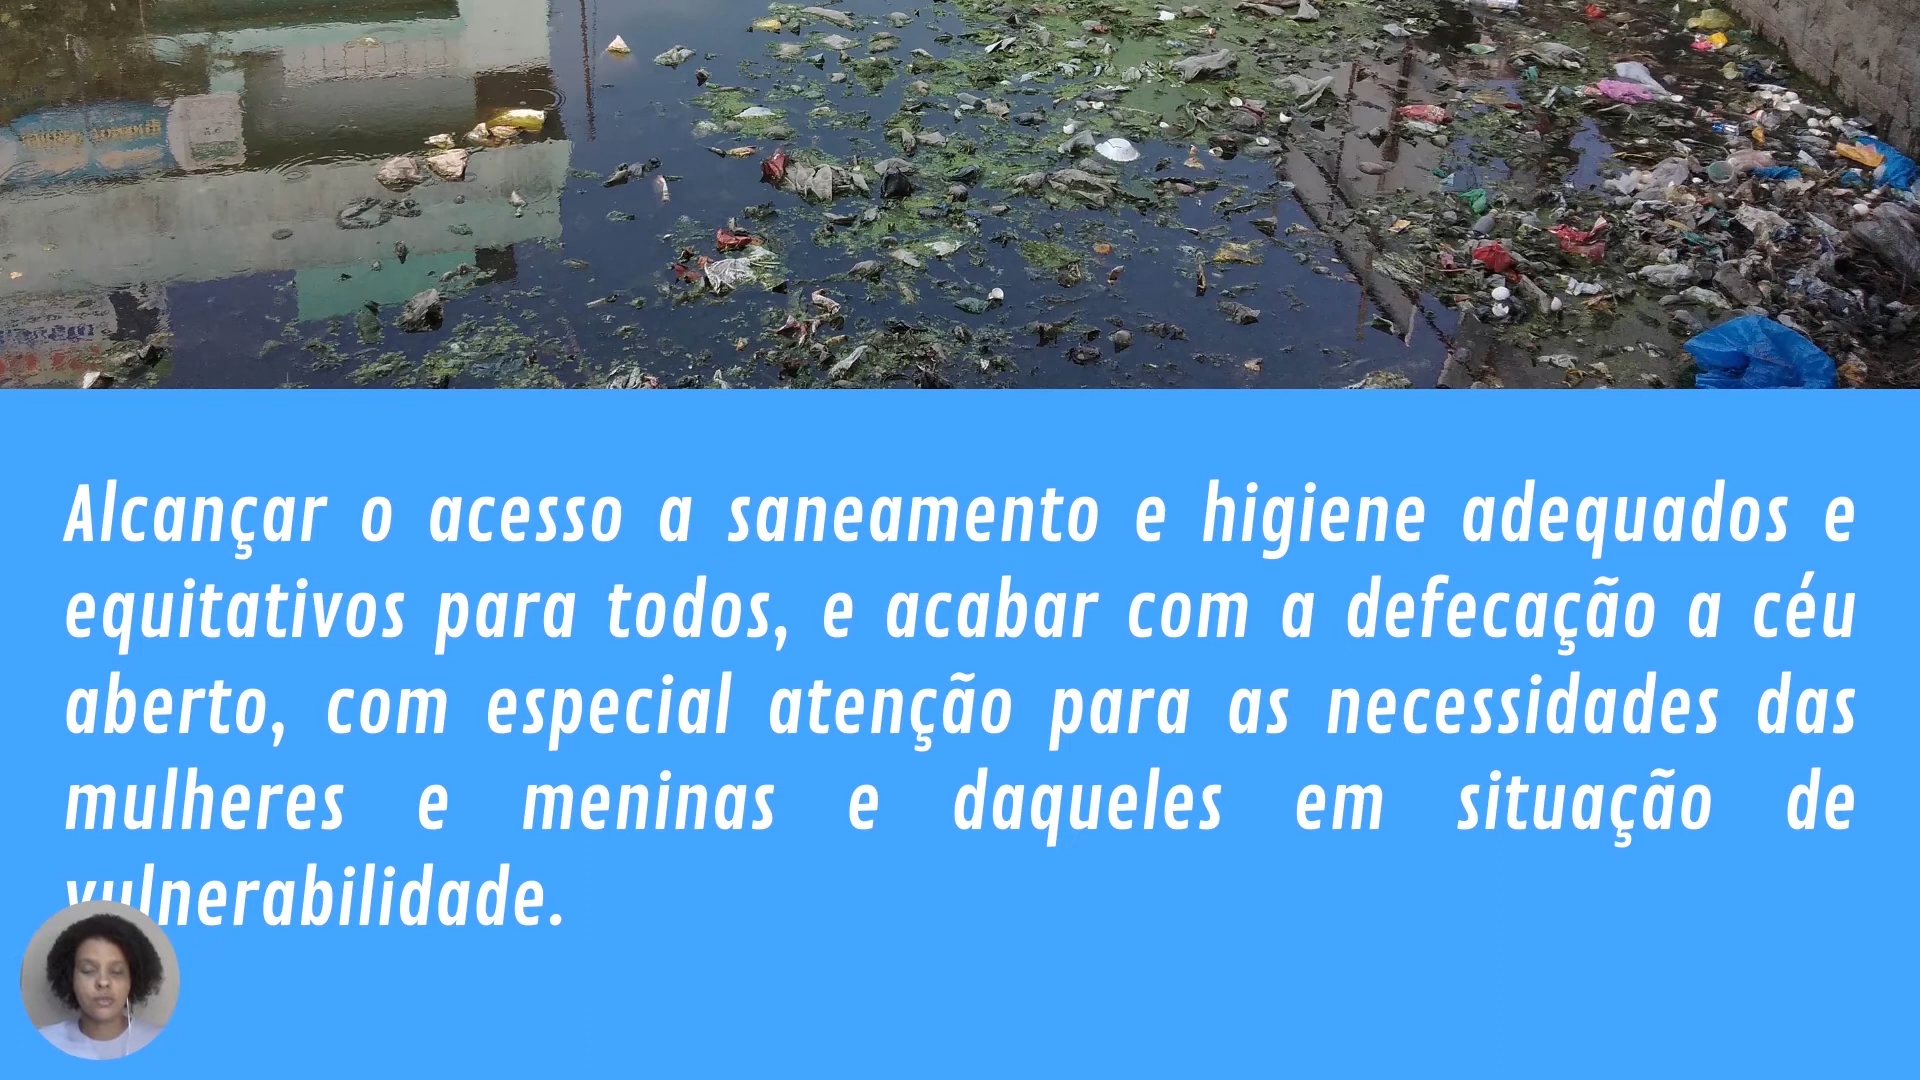 Alcançar o acesso a saneamento e higiene adequados e
equitativos para todos, e acabar com a defecação a céu
aberto, com especial atenção para as necessidades das
mulheres e meninas e daqueles em situação de
vulnerabilidade.